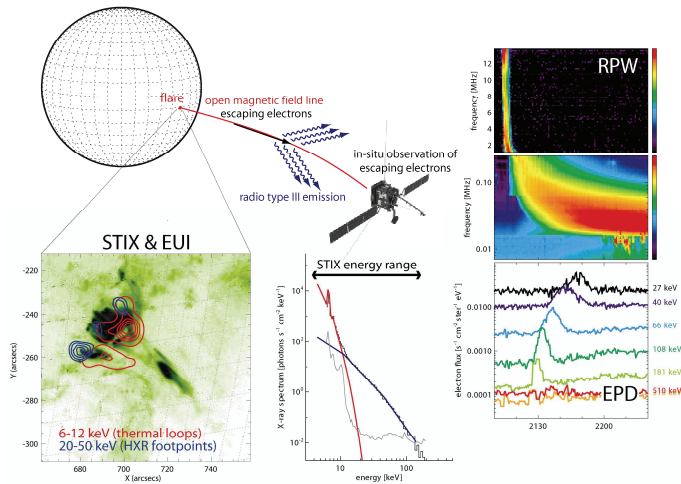 flare
open magnetic field line
escaping electrons
in-situ observation of
escaping electrons
radio type III emission
STIX & EUI
-220
-240
-260
-280
-300
Y (arcsecs)
6-12 keV (thermal loops)
20-50 keV (HXR footpoints)
660
680
700
720
740
X (arcsecs)
STIX energy range
10⁴
10²
10⁰
10⁻²
X-ray spectrum (photons s⁻¹ cm⁻² keV⁻¹)
10
100
energy [keV]
RPW
12
10
8
6
4
2
frequency [MHz]
0.10
0.01
frequency [MHz]
0.0100
0.0010
0.0001
electron flux [s⁻¹ cm⁻² ster⁻¹ eV⁻¹]
27 keV
40 keV
66 keV
108 keV
181 keV
510 keV
EPD
2130
2200